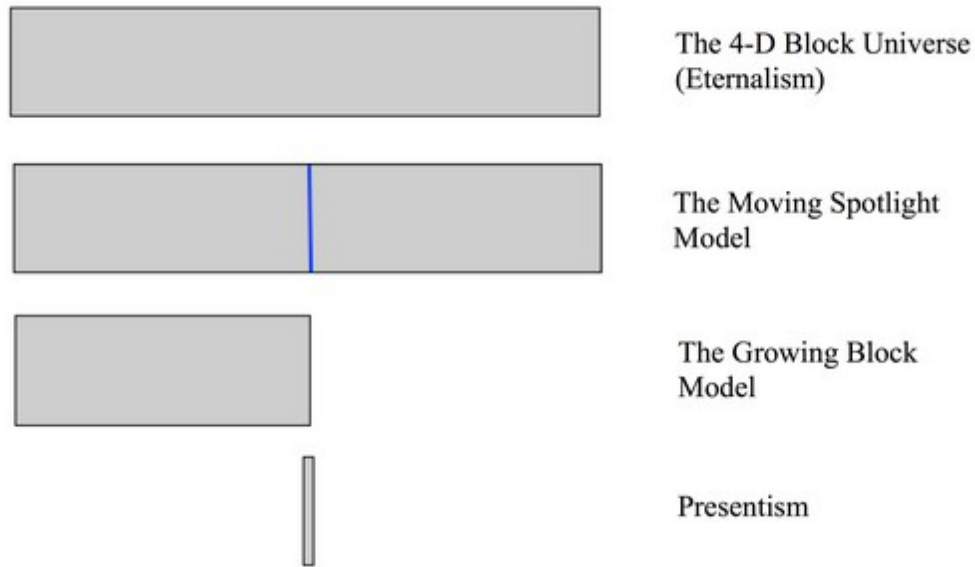 The 4-D Block Universe
(Eternalism)
The Moving Spotlight
Model
The Growing Block
Model
Presentism